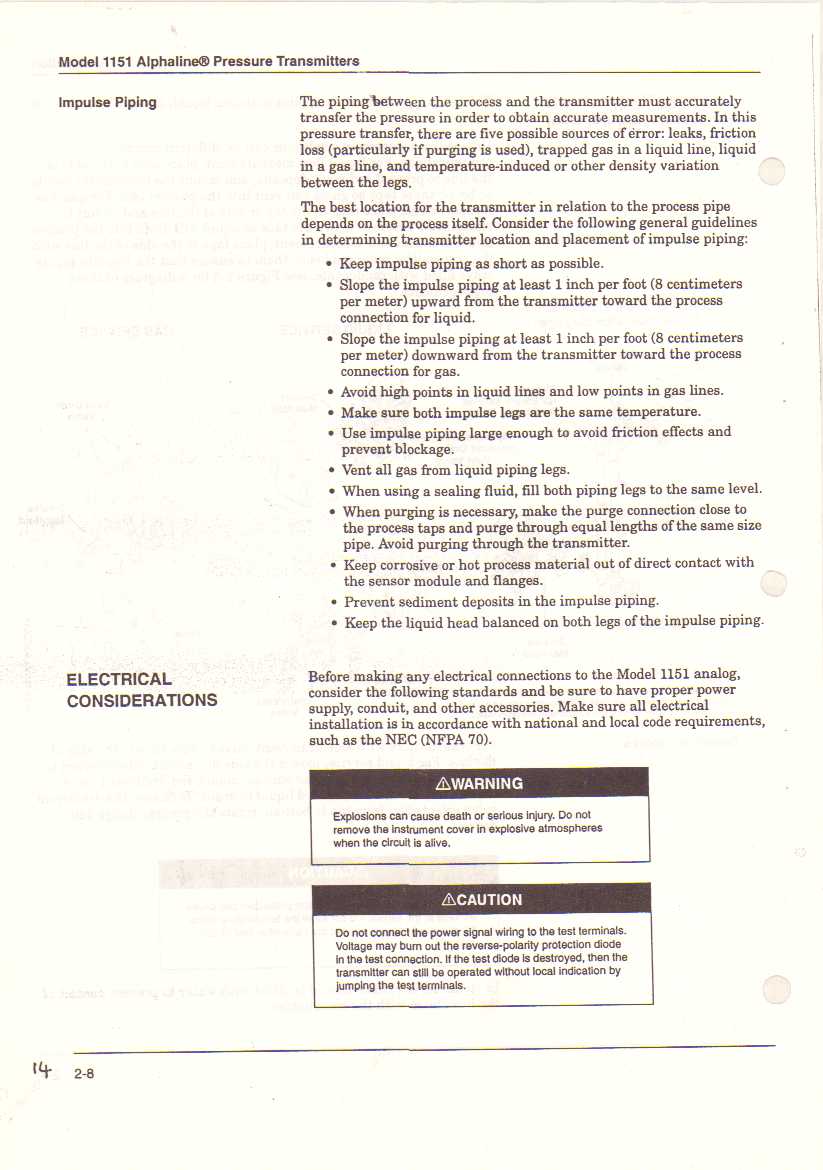 Model 1151 Alphaline® Pressure Transmitters
Impulse Piping
The piping between the process and the transmitter must accurately
transfer the pressure in order to obtain accurate measurements. In this
pressure transfer, there are five possible sources of error: leaks, friction
loss (particularly if purging is used), trapped gas in a liquid line, liquid
in a gas line, and temperature-induced or other density variation
between the legs.
The best location for the transmitter in relation to the process pipe
depends on the process itself. Consider the following general guidelines
in determining transmitter location and placement of impulse piping:
• Keep impulse piping as short as possible.
• Slope the impulse piping at least 1 inch per foot (8 centimeters
per meter) upward from the transmitter toward the process
connection for liquid.
• Slope the impulse piping at least 1 inch per foot (8 centimeters
per meter) downward from the transmitter toward the process
connection for gas.
• Avoid high points in liquid lines and low points in gas lines.
• Make sure both impulse legs are the same temperature.
• Use impulse piping large enough to avoid friction effects and
prevent blockage.
• Vent all gas from liquid piping legs.
• When using a sealing fluid, fill both piping legs to the same level.
• When purging is necessary, make the purge connection close to
the process taps and purge through equal lengths of the same size
pipe. Avoid purging through the transmitter.
• Keep corrosive or hot process material out of direct contact with
the sensor module and flanges.
• Prevent sediment deposits in the impulse piping.
• Keep the liquid head balanced on both legs of the impulse piping.
ELECTRICAL
CONSIDERATIONS
Before making any electrical connections to the Model 1151 analog,
consider the following standards and be sure to have proper power
supply, conduit, and other accessories. Make sure all electrical
installation is in accordance with national and local code requirements,
such as the NEC (NFPA 70).
⚠WARNING
Explosions can cause death or serious injury. Do not
remove the instrument cover in explosive atmospheres
when the circuit is alive.
⚠CAUTION
Do not connect the power signal wiring to the test terminals.
Voltage may burn out the reverse-polarity protection diode
in the test connection. If the test diode is destroyed, then the
transmitter can still be operated without local indication by
jumping the test terminals.
14 2-8